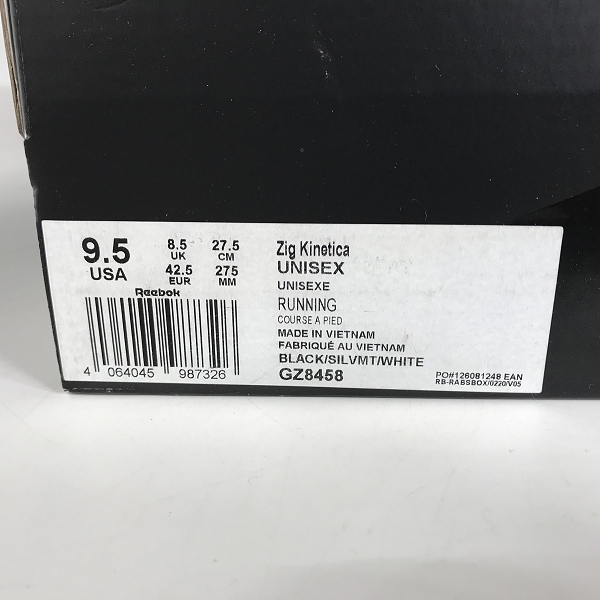 9.5
USA
8.5
UK
27.5
CM
42.5
EUR
275
MM
Reebok
4 064045 987326
Zig Kinetica
UNISEX
UNISEXE
RUNNING
COURSE A PIED
MADE IN VIETNAM
FABRIQUÉ AU VIETNAM
BLACK/SILVMT/WHITE
GZ8458
PO#126081248 EAN
RB-RABSBOX/0220/V05